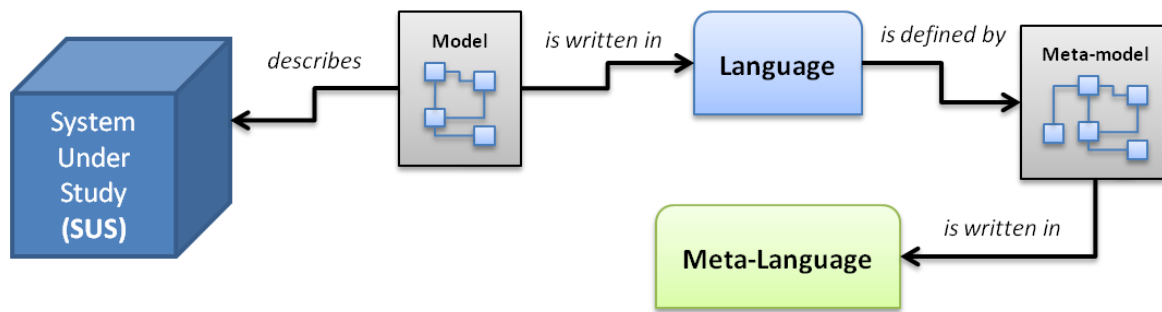 Model
is written in
is defined by
Meta-model
describes
Language
System
Under
Study
(SUS)
is written in
Meta-Language